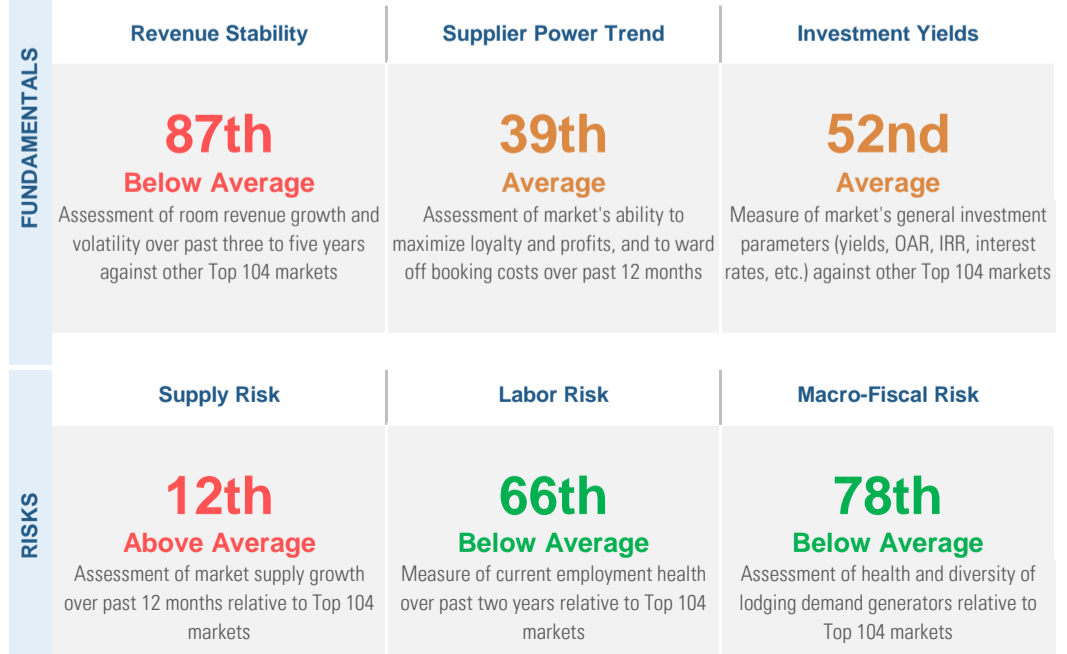 FUNDAMENTALS
Revenue Stability
87th
Below Average
Assessment of room revenue growth and
volatility over past three to five years
against other Top 104 markets
Supplier Power Trend
39th
Average
Assessment of market's ability to
maximize loyalty and profits, and to ward
off booking costs over past 12 months
Investment Yields
52nd
Average
Measure of market's general investment
parameters (yields, OAR, IRR, interest
rates, etc.) against other Top 104 markets
RISKS
Supply Risk
12th
Above Average
Assessment of market supply growth
over past 12 months relative to Top 104
markets
Labor Risk
66th
Below Average
Measure of current employment health
over past two years relative to Top 104
markets
Macro-Fiscal Risk
78th
Below Average
Assessment of health and diversity of
lodging demand generators relative to
Top 104 markets